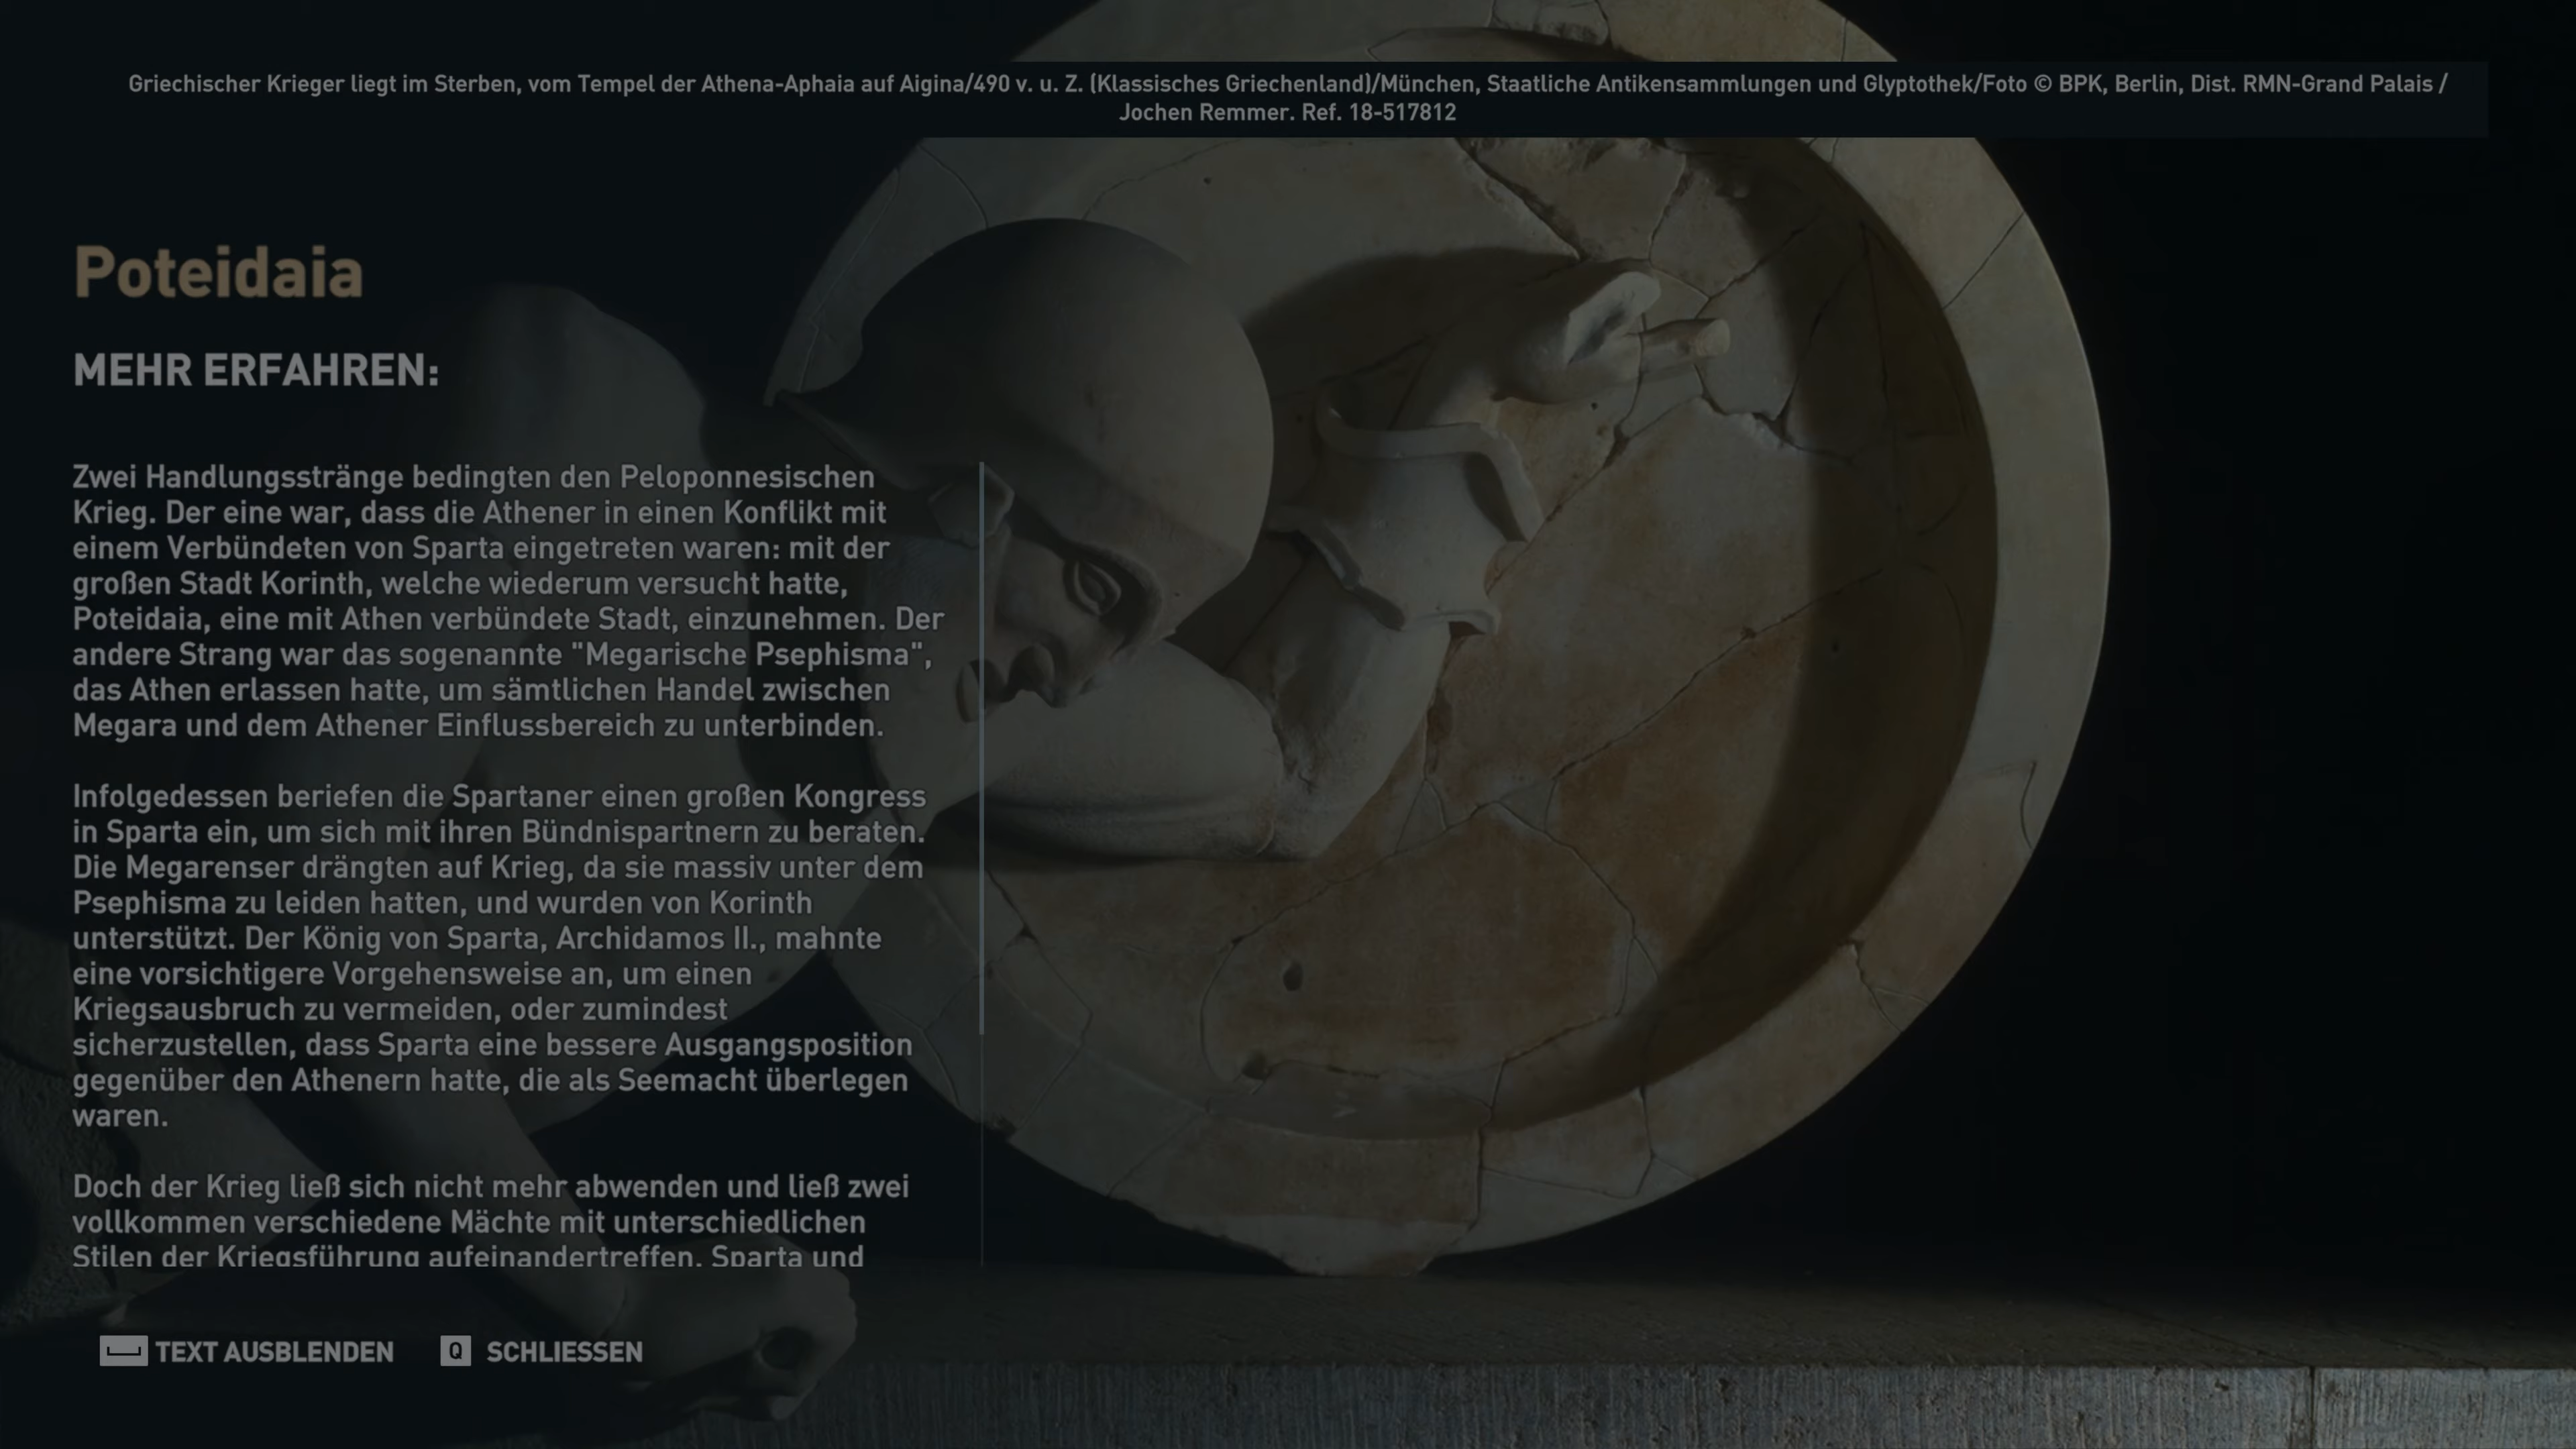 Griechischer Krieger liegt im Sterben, vom Tempel der Athena-Aphaia auf Aigina/490 v. u. Z. (Klassisches Griechenland)/München, Staatliche Antikensammlungen und Glyptothek/Foto © BPK, Berlin, Dist. RMN-Grand Palais /
Jochen Remmer. Ref. 18-517812
Poteidaia
MEHR ERFAHREN:
Zwei Handlungsstränge bedingten den Peloponnesischen
Krieg. Der eine war, dass die Athener in einen Konflikt mit
einem Verbündeten von Sparta eingetreten waren: mit der
großen Stadt Korinth, welche wiederum versucht hatte,
Poteidaia, eine mit Athen verbündete Stadt, einzunehmen. Der
andere Strang war das sogenannte "Megarische Psephisma",
das Athen erlassen hatte, um sämtlichen Handel zwischen
Megara und dem Athener Einflussbereich zu unterbinden.
Infolgedessen beriefen die Spartaner einen großen Kongress
in Sparta ein, um sich mit ihren Bündnispartnern zu beraten.
Die Megarenser drängten auf Krieg, da sie massiv unter dem
Psephisma zu leiden hatten, und wurden von Korinth
unterstützt. Der König von Sparta, Archidamos II., mahnte
eine vorsichtigere Vorgehensweise an, um einen
Kriegsausbruch zu vermeiden, oder zumindest
sicherzustellen, dass Sparta eine bessere Ausgangsposition
gegenüber den Athenern hatte, die als Seemacht überlegen
waren.
Doch der Krieg ließ sich nicht mehr abwenden und ließ zwei
vollkommen verschiedene Mächte mit unterschiedlichen
Stilen der Kriegsführung aufeinandertreffen. Sparta und
TEXT AUSBLENDEN
Q SCHLIESSEN